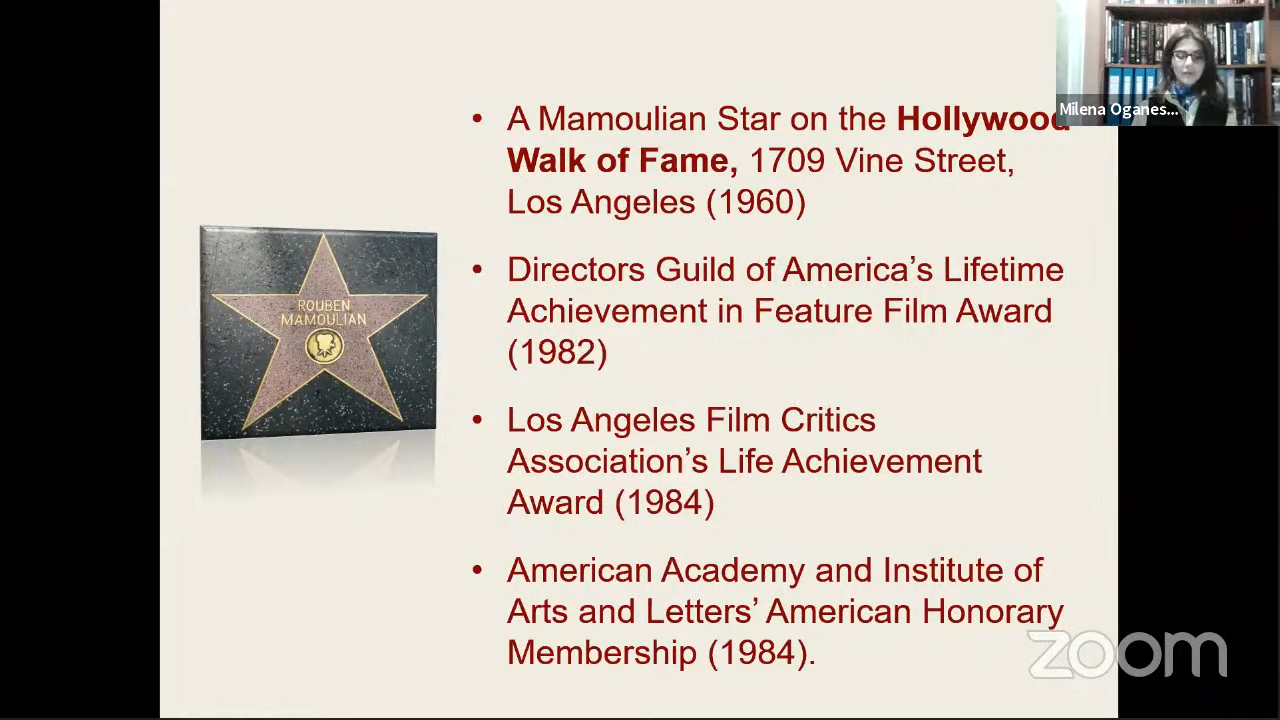 Milena Oganes...
• A Mamoulian Star on the Hollywood
Walk of Fame, 1709 Vine Street,
Los Angeles (1960)
ROUBEN
MAMOULIAN
• Directors Guild of America’s Lifetime
Achievement in Feature Film Award
(1982)
• Los Angeles Film Critics
Association’s Life Achievement
Award (1984)
• American Academy and Institute of
Arts and Letters’ American Honorary
Membership (1984).
zoom